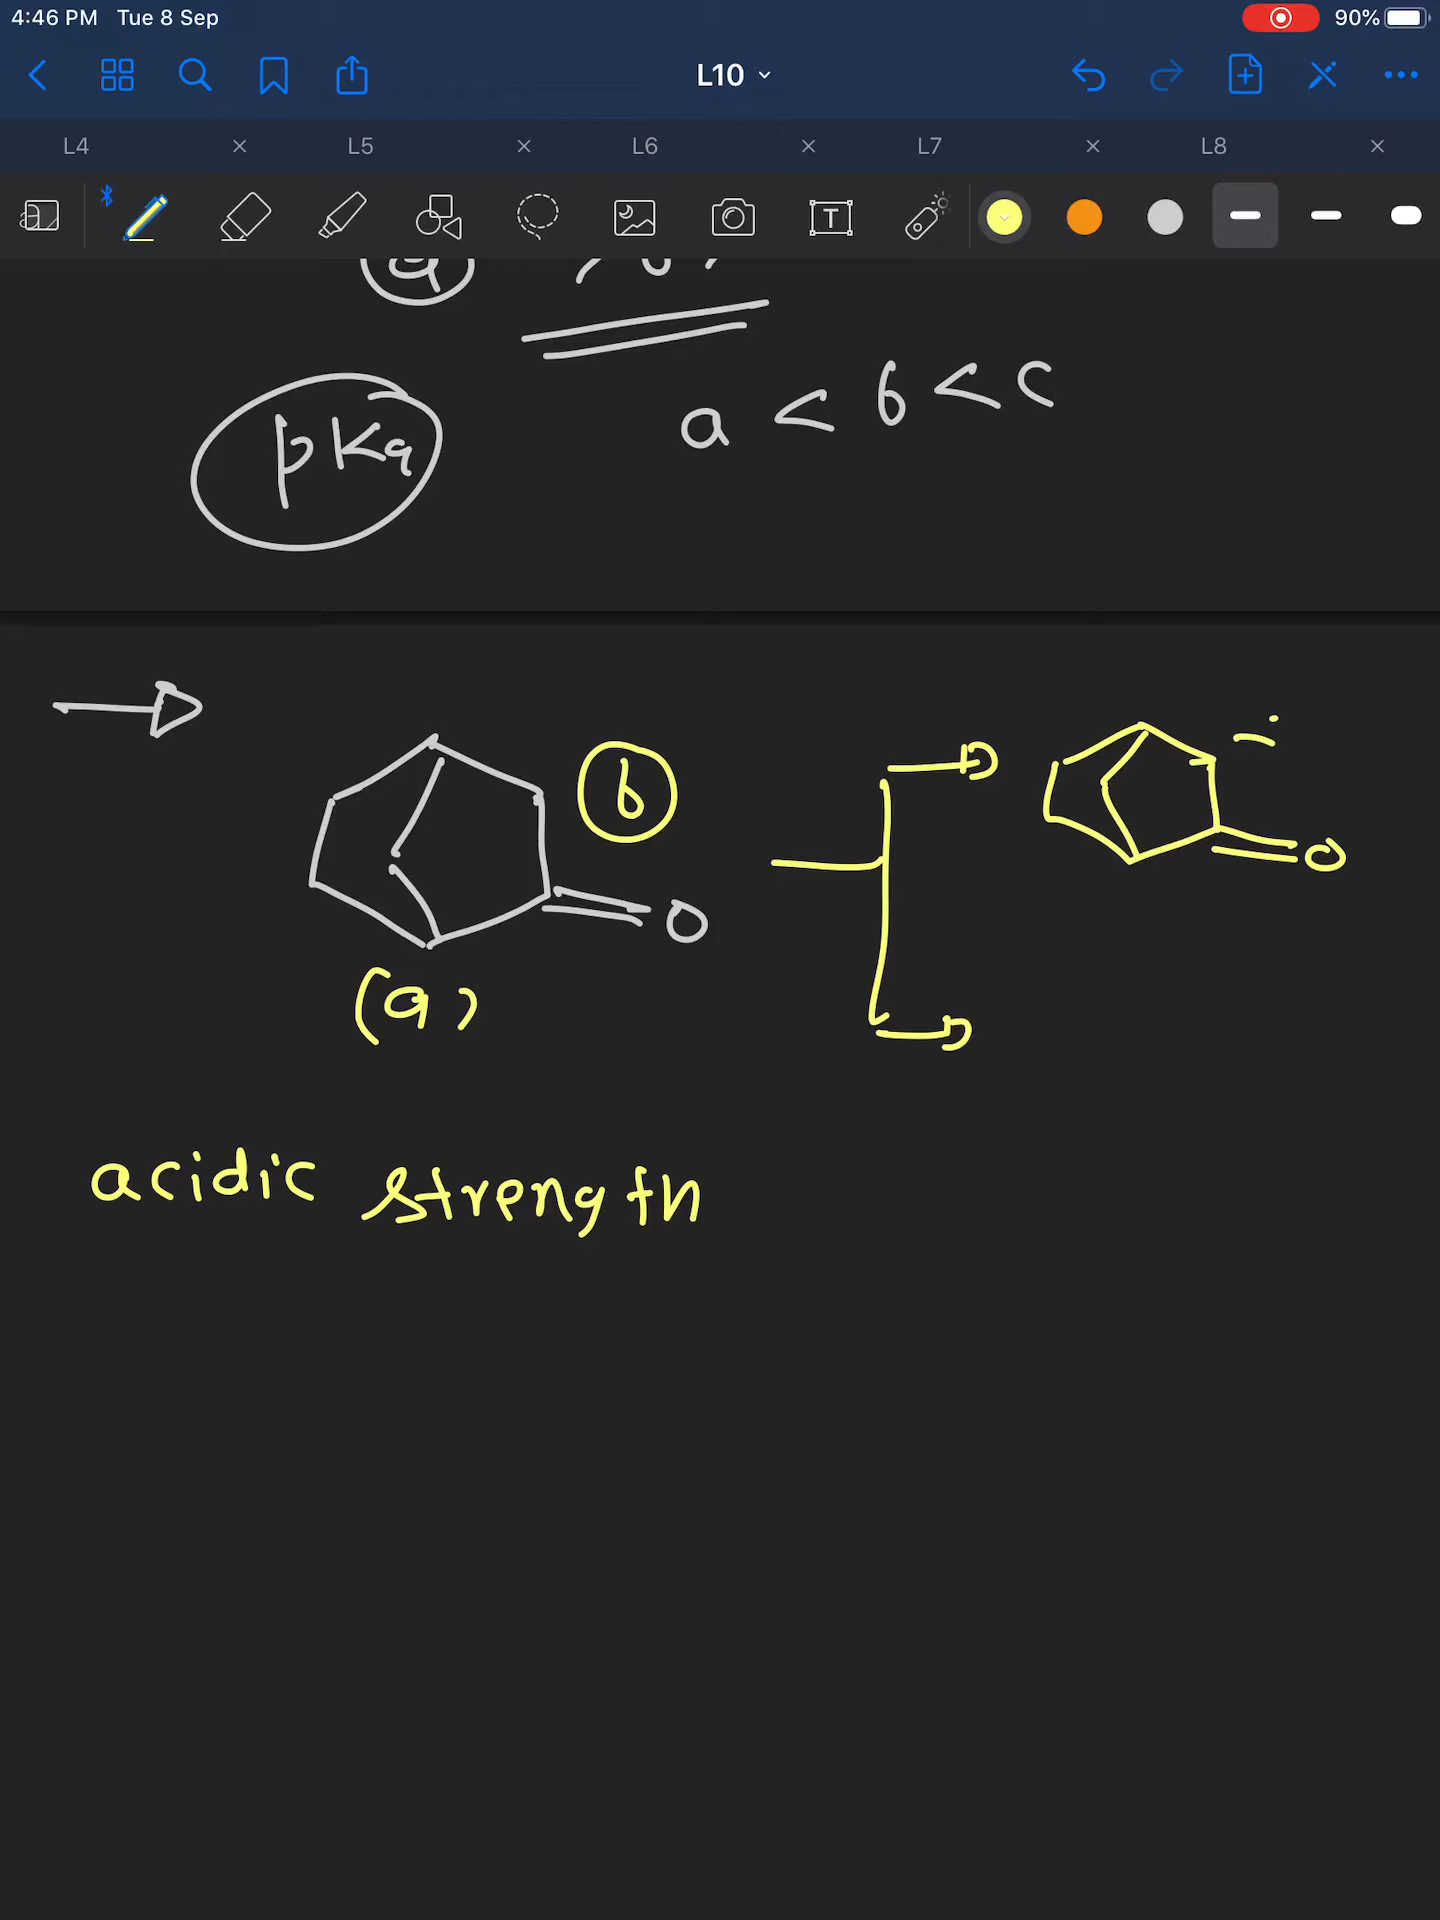 4:46 PM Tue 8 Sep 90%
L10
L4 × L5 × L6 × L7 × L8 ×
a T
a < b < c
pKa
b
O
O
(a)
acidic strength